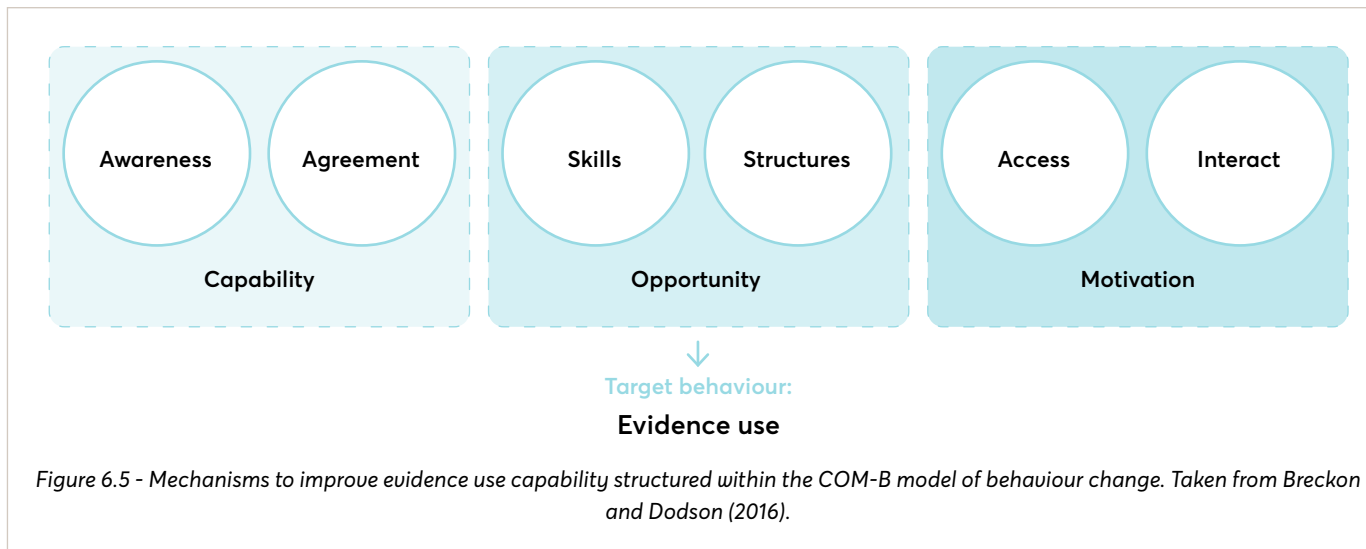 Awareness Agreement Skills Structures Access Interact
Capability Opportunity Motivation
Target behaviour:
Evidence use
Figure 6.5 - Mechanisms to improve evidence use capability structured within the COM-B model of behaviour change. Taken from Breckon
and Dodson (2016).